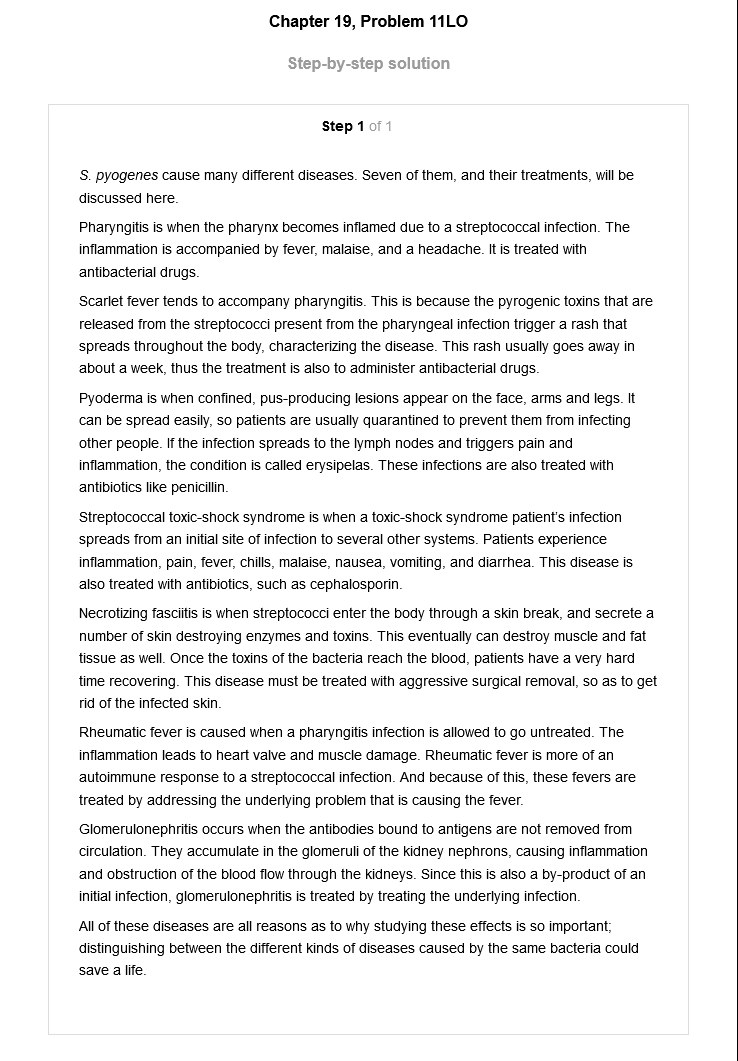 Chapter 19, Problem 11LO
Step-by-step solution
Step 1 of 1
S. pyogenes cause many different diseases. Seven of them, and their treatments, will be
discussed here.
Pharyngitis is when the pharynx becomes inflamed due to a streptococcal infection. The
inflammation is accompanied by fever, malaise, and a headache. It is treated with
antibacterial drugs.
Scarlet fever tends to accompany pharyngitis. This is because the pyrogenic toxins that are
released from the streptococci present from the pharyngeal infection trigger a rash that
spreads throughout the body, characterizing the disease. This rash usually goes away in
about a week, thus the treatment is also to administer antibacterial drugs.
Pyoderma is when confined, pus-producing lesions appear on the face, arms and legs. It
can be spread easily, so patients are usually quarantined to prevent them from infecting
other people. If the infection spreads to the lymph nodes and triggers pain and
inflammation, the condition is called erysipelas. These infections are also treated with
antibiotics like penicillin.
Streptococcal toxic-shock syndrome is when a toxic-shock syndrome patient's infection
spreads from an initial site of infection to several other systems. Patients experience
inflammation, pain, fever, chills, malaise, nausea, vomiting, and diarrhea. This disease is
also treated with antibiotics, such as cephalosporin.
Necrotizing fasciitis is when streptococci enter the body through a skin break, and secrete a
number of skin destroying enzymes and toxins. This eventually can destroy muscle and fat
tissue as well. Once the toxins of the bacteria reach the blood, patients have a very hard
time recovering. This disease must be treated with aggressive surgical removal, so as to get
rid of the infected skin.
Rheumatic fever is caused when a pharyngitis infection is allowed to go untreated. The
inflammation leads to heart valve and muscle damage. Rheumatic fever is more of an
autoimmune response to a streptococcal infection. And because of this, these fevers are
treated by addressing the underlying problem that is causing the fever.
Glomerulonephritis occurs when the antibodies bound to antigens are not removed from
circulation. They accumulate in the glomeruli of the kidney nephrons, causing inflammation
and obstruction of the blood flow through the kidneys. Since this is also a by-product of an
initial infection, glomerulonephritis is treated by treating the underlying infection.
All of these diseases are all reasons as to why studying these effects is so important;
distinguishing between the different kinds of diseases caused by the same bacteria could
save a life.